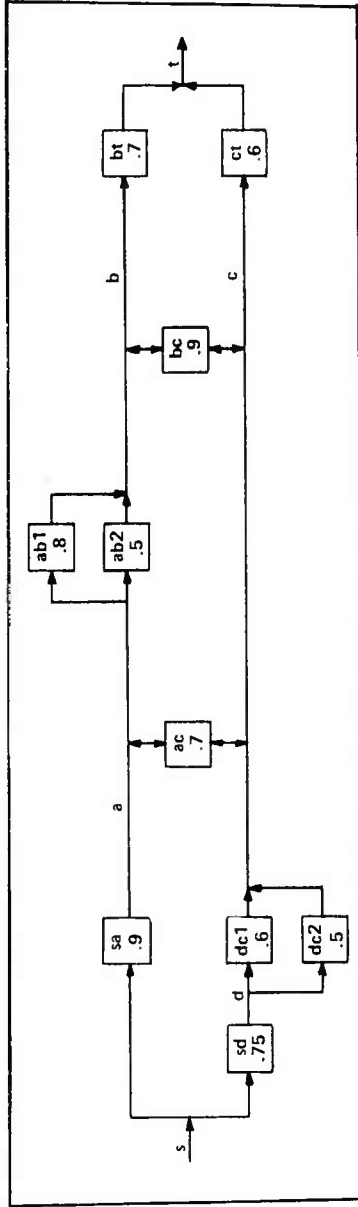 s
sa
.9
sd
.75
d
dc1
.6
dc2
.5
a
ac
.7
ab1
.8
ab2
.5
b
bc
.9
c
bt
.7
ct
.6
t